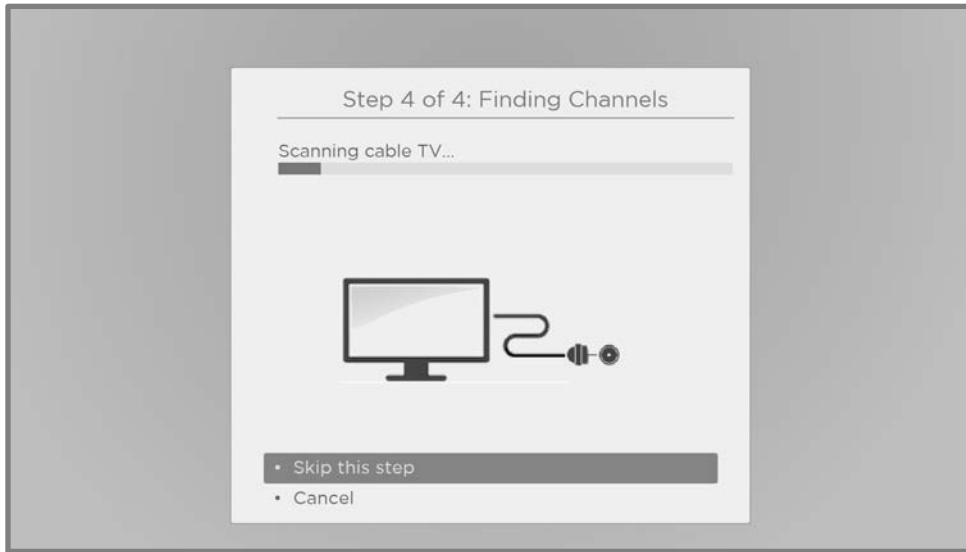 Step 4 of 4: Finding Channels
Scanning cable TV...
• Skip this step
• Cancel